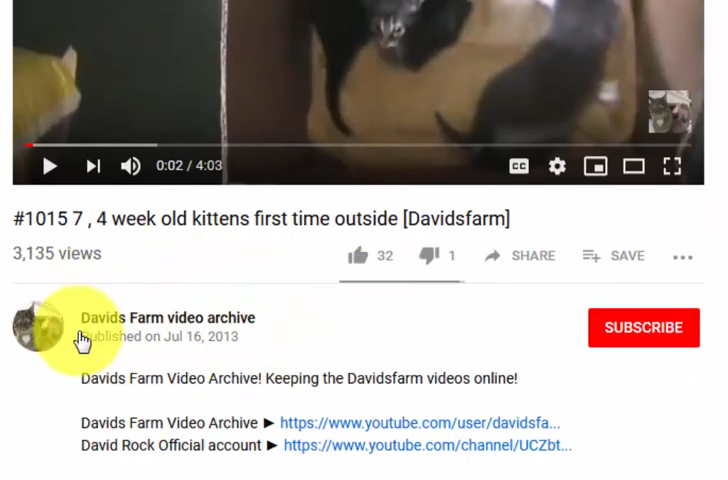 0:02 / 4:03
CC
#1015 7 , 4 week old kittens first time outside [Davidsfarm]
3,135 views
32
1
SHARE
SAVE
Davids Farm video archive
Published on Jul 16, 2013
SUBSCRIBE
Davids Farm Video Archive! Keeping the Davidsfarm videos online!
Davids Farm Video Archive ► https://www.youtube.com/user/davidsfa...
David Rock Official account ► https://www.youtube.com/channel/UCZbt...